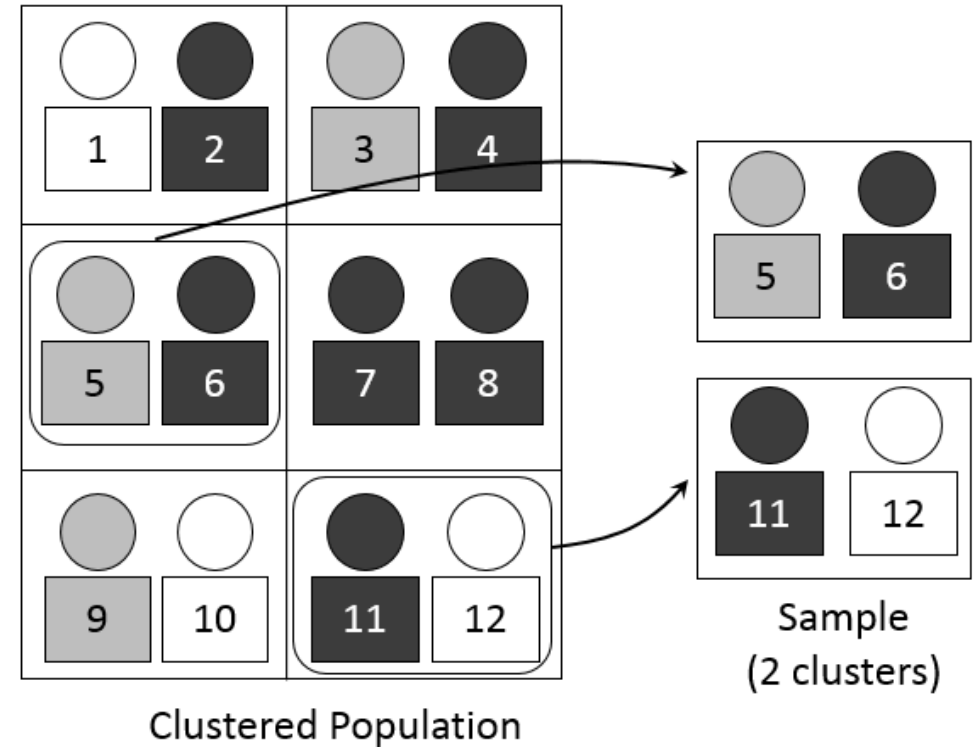 1 2 3 4
5 6
5 6 7 8
11 12
9 10 11 12
Sample
(2 clusters)
Clustered Population